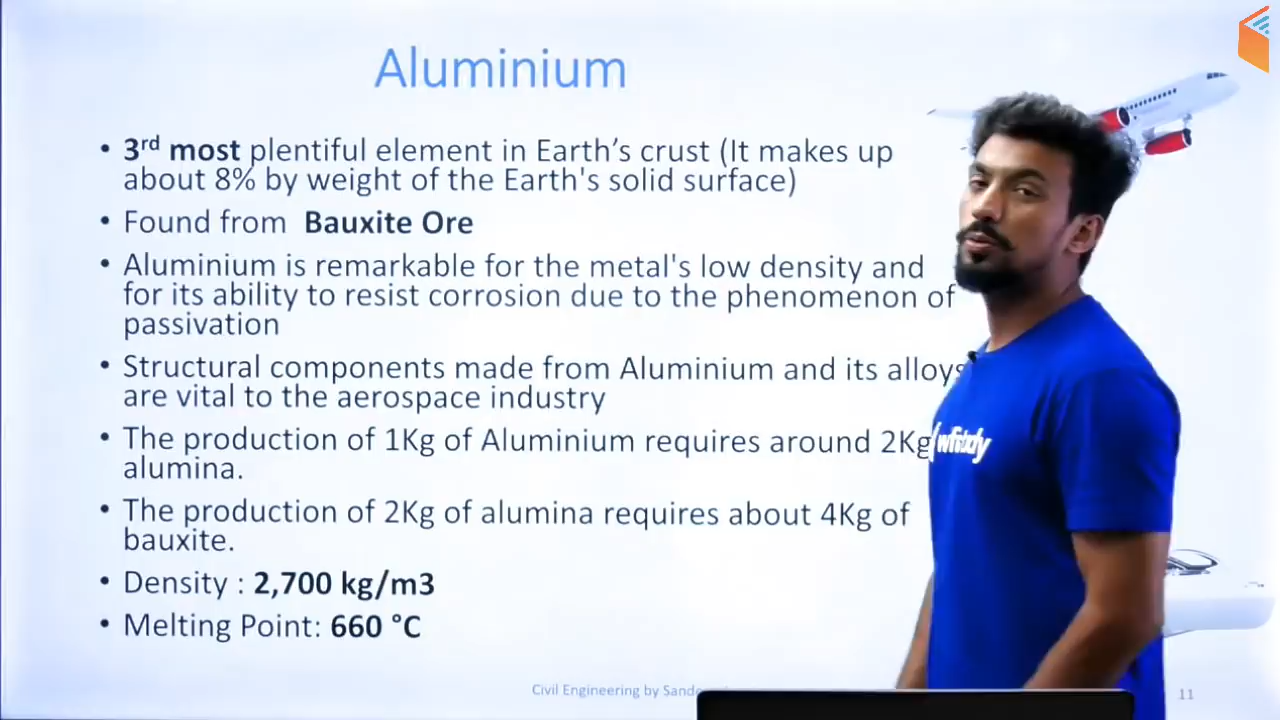 Aluminium
• 3rd most plentiful element in Earth’s crust (It makes up
about 8% by weight of the Earth's solid surface)
• Found from Bauxite Ore
• Aluminium is remarkable for the metal's low density and
for its ability to resist corrosion due to the phenomenon of
passivation
• Structural components made from Aluminium and its alloys
are vital to the aerospace industry
• The production of 1Kg of Aluminium requires around 2Kg
alumina.
• The production of 2Kg of alumina requires about 4Kg of
bauxite.
• Density : 2,700 kg/m3
• Melting Point: 660 °C
Civil Engineering by
11